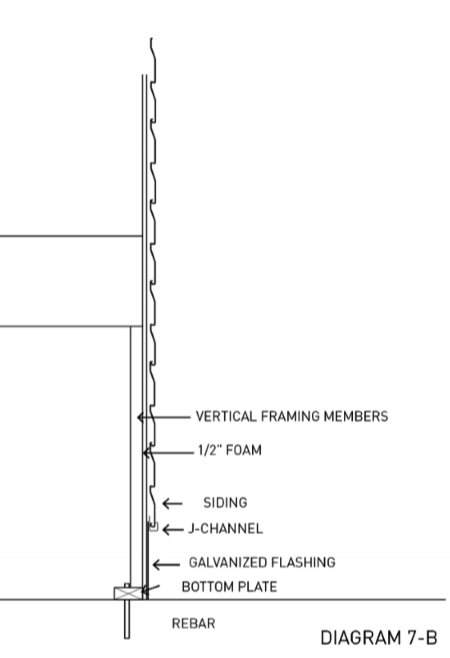 VERTICAL FRAMING MEMBERS
1/2" FOAM
SIDING
J-CHANNEL
GALVANIZED FLASHING
BOTTOM PLATE
REBAR
DIAGRAM 7-B